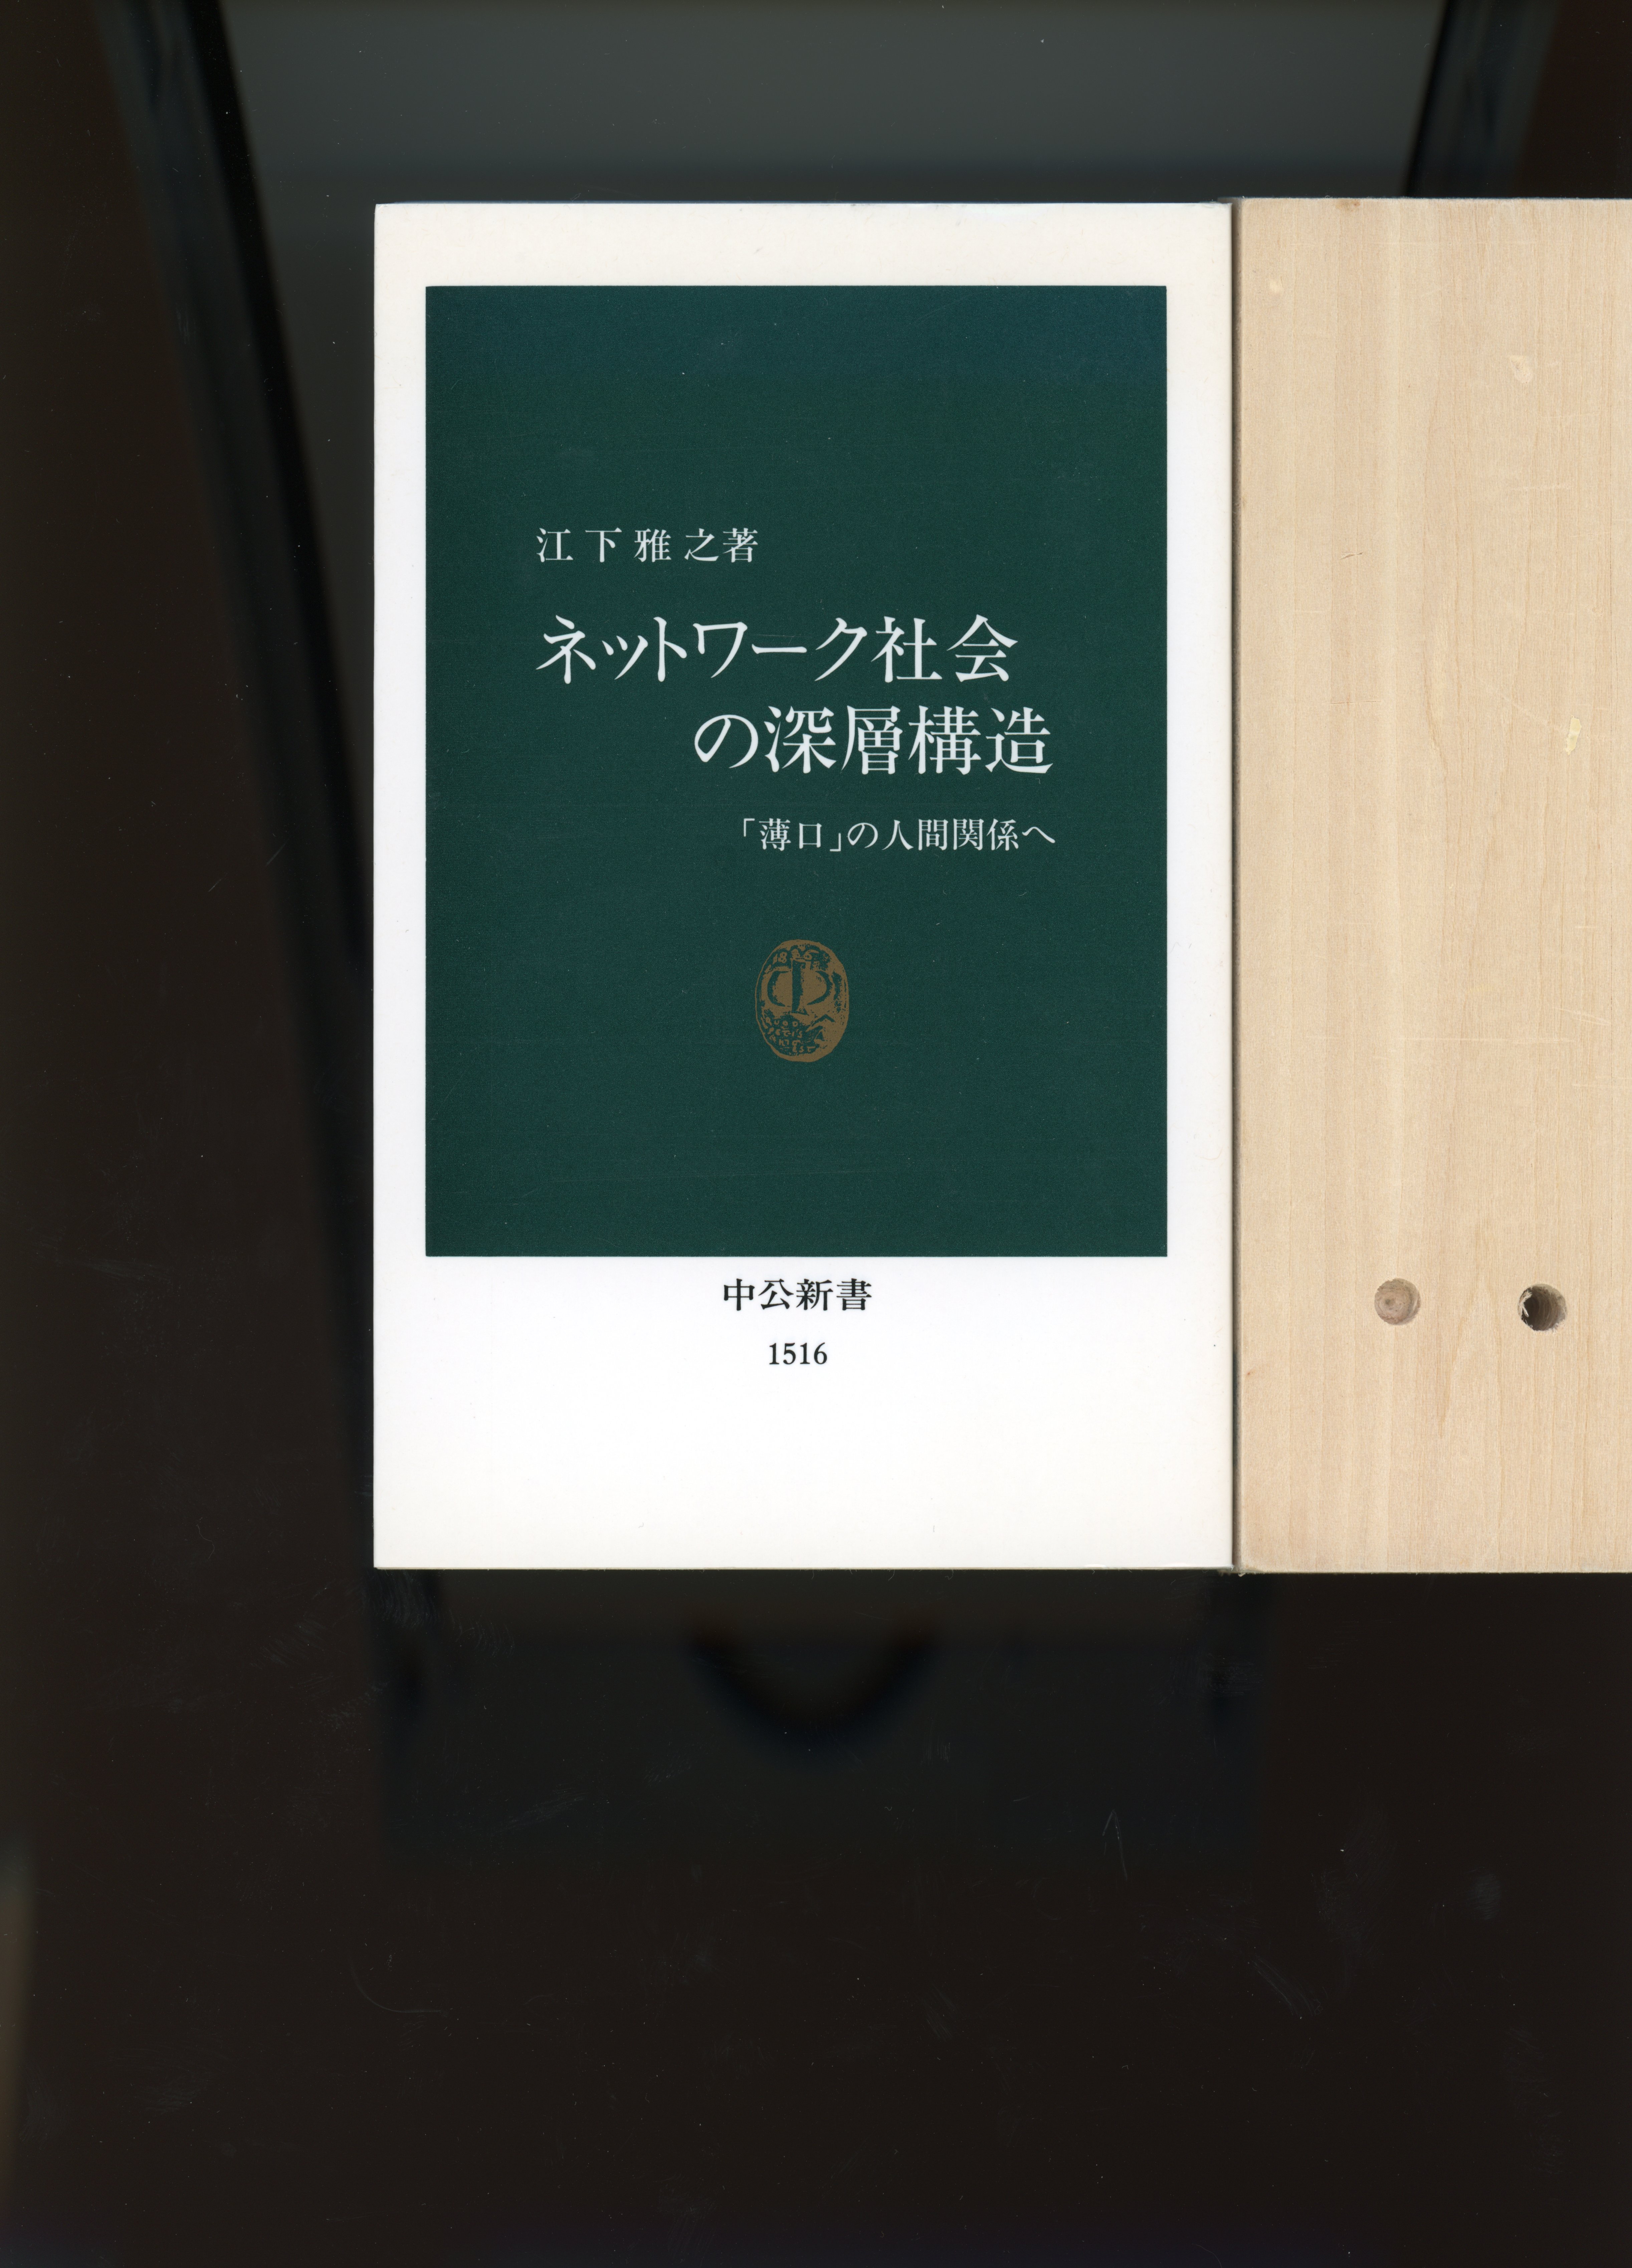 江下雅之著
ネットワーク社会
の深層構造
「薄口」の人間関係へ
中公新書
1516